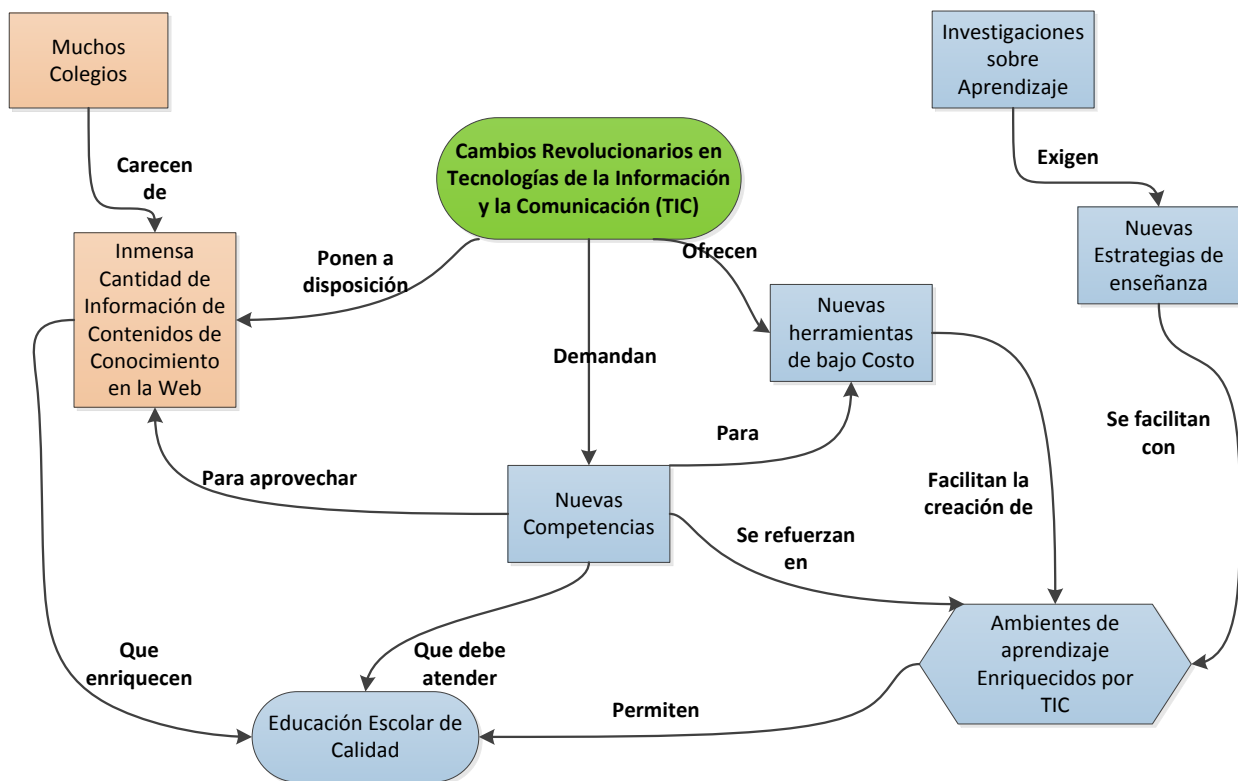 Muchos
Colegios
Investigaciones
sobre
Aprendizaje
Carecen
de
Cambios Revolucionarios en
Tecnologías de la Información
y la Comunicación (TIC)
Exigen
Inmensa
Cantidad de
Información de
Contenidos de
Conocimiento
en la Web
Ponen a
disposición
Ofrecen
Nuevas
Estrategias de
enseñanza
Nuevas
herramientas
de bajo Costo
Demandan
Para
Se facilitan
con
Para aprovechar
Nuevas
Competencias
Facilitan la
creación de
Se refuerzan
en
Que
enriquecen
Que debe
atender
Ambientes de
aprendizaje
Enriquecidos por
TIC
Educación Escolar de
Calidad
Permiten